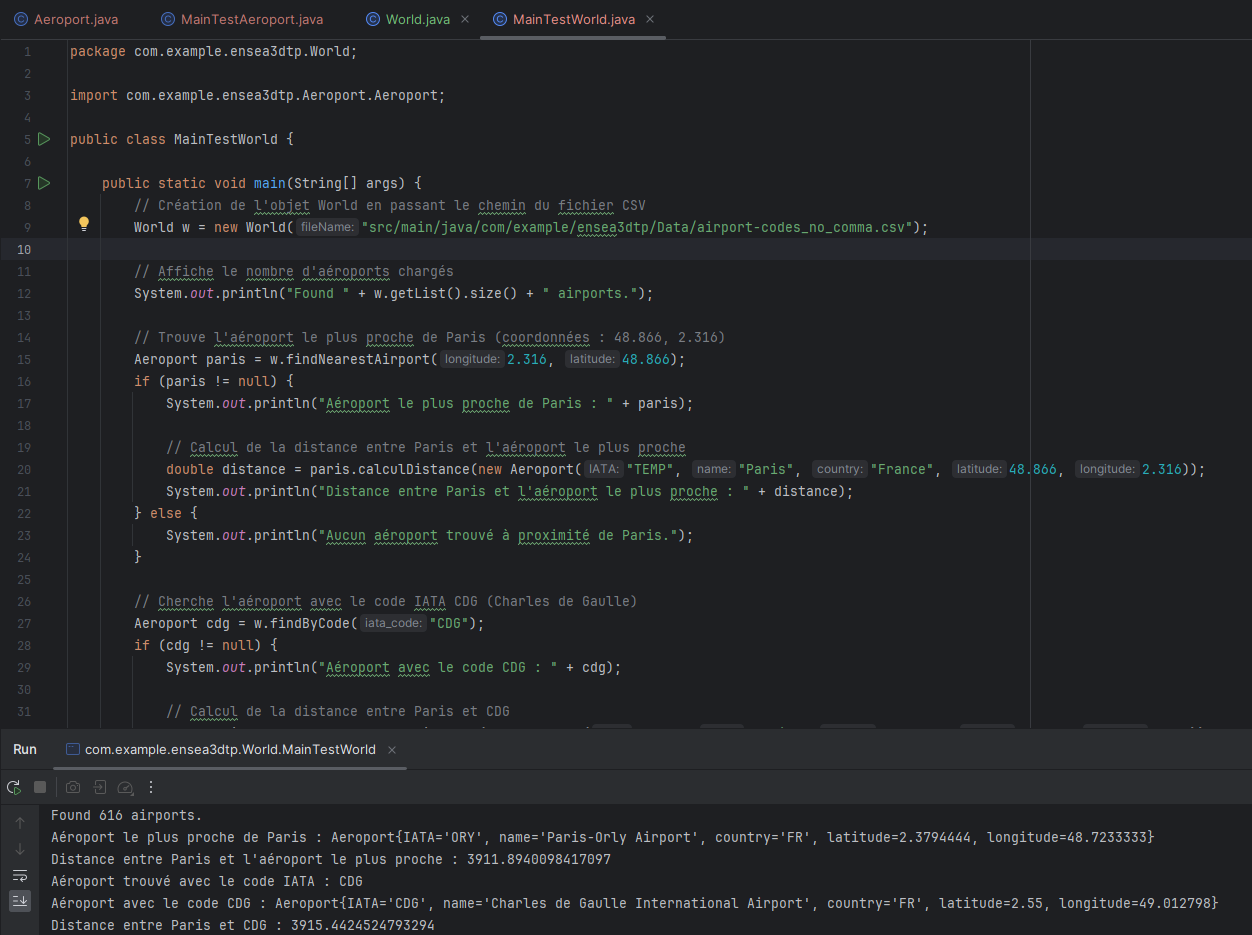 Aeroport.java MainTestAeroport.java World.java MainTestWorld.java
1 package com.example.ensea3dtp.World;
2
3 import com.example.ensea3dtp.Aeroport.Aeroport;
4
5 public class MainTestWorld {
6
7 public static void main(String[] args) {
8 // Création de l'objet World en passant le chemin du fichier CSV
9 World w = new World( fileName: "src/main/java/com/example/ensea3dtp/Data/airport-codes_no_comma.csv");
10
11 // Affiche le nombre d'aéroports chargés
12 System.out.println("Found " + w.getList().size() + " airports.");
13
14 // Trouve l'aéroport le plus proche de Paris (coordonnées : 48.866, 2.316)
15 Aeroport paris = w.findNearestAirport( longitude: 2.316, latitude: 48.866);
16 if (paris != null) {
17 System.out.println("Aéroport le plus proche de Paris : " + paris);
18
19 // Calcul de la distance entre Paris et l'aéroport le plus proche
20 double distance = paris.calculDistance(new Aeroport( IATA: "TEMP", name: "Paris", country: "France", latitude: 48.866, longitude: 2.316));
21 System.out.println("Distance entre Paris et l'aéroport le plus proche : " + distance);
22 } else {
23 System.out.println("Aucun aéroport trouvé à proximité de Paris.");
24 }
25
26 // Cherche l'aéroport avec le code IATA CDG (Charles de Gaulle)
27 Aeroport cdg = w.findByCode( iata_code: "CDG");
28 if (cdg != null) {
29 System.out.println("Aéroport avec le code CDG : " + cdg);
30
31 // Calcul de la distance entre Paris et CDG
Run com.example.ensea3dtp.World.MainTestWorld
Found 616 airports.
Aéroport le plus proche de Paris : Aeroport{IATA='ORY', name='Paris-Orly Airport', country='FR', latitude=2.3794444, longitude=48.7233333}
Distance entre Paris et l'aéroport le plus proche : 3911.8940098417097
Aéroport trouvé avec le code IATA : CDG
Aéroport avec le code CDG : Aeroport{IATA='CDG', name='Charles de Gaulle International Airport', country='FR', latitude=2.55, longitude=49.012798}
Distance entre Paris et CDG : 3915.4424524793294